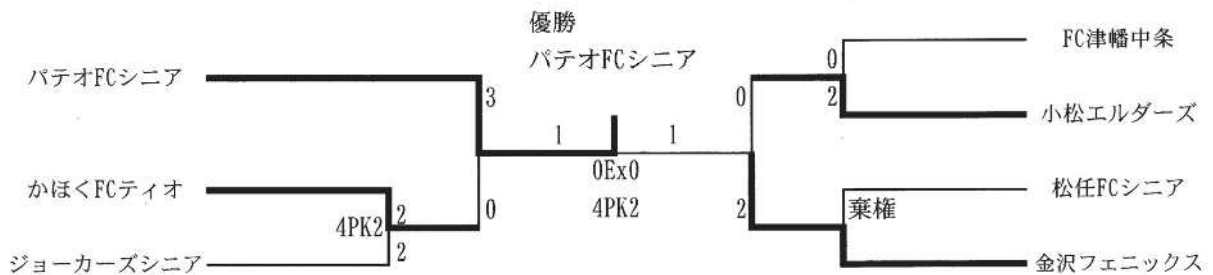 優勝
パテオFCシニア
パテオFCシニア
かほくFCティオ
ジョーカーズシニア
3
0
2
4PK2
2
1
1
0Ex0
4PK2
0
2
0
2
棄権
FC津幡中条
小松エルダーズ
松任FCシニア
金沢フェニックス